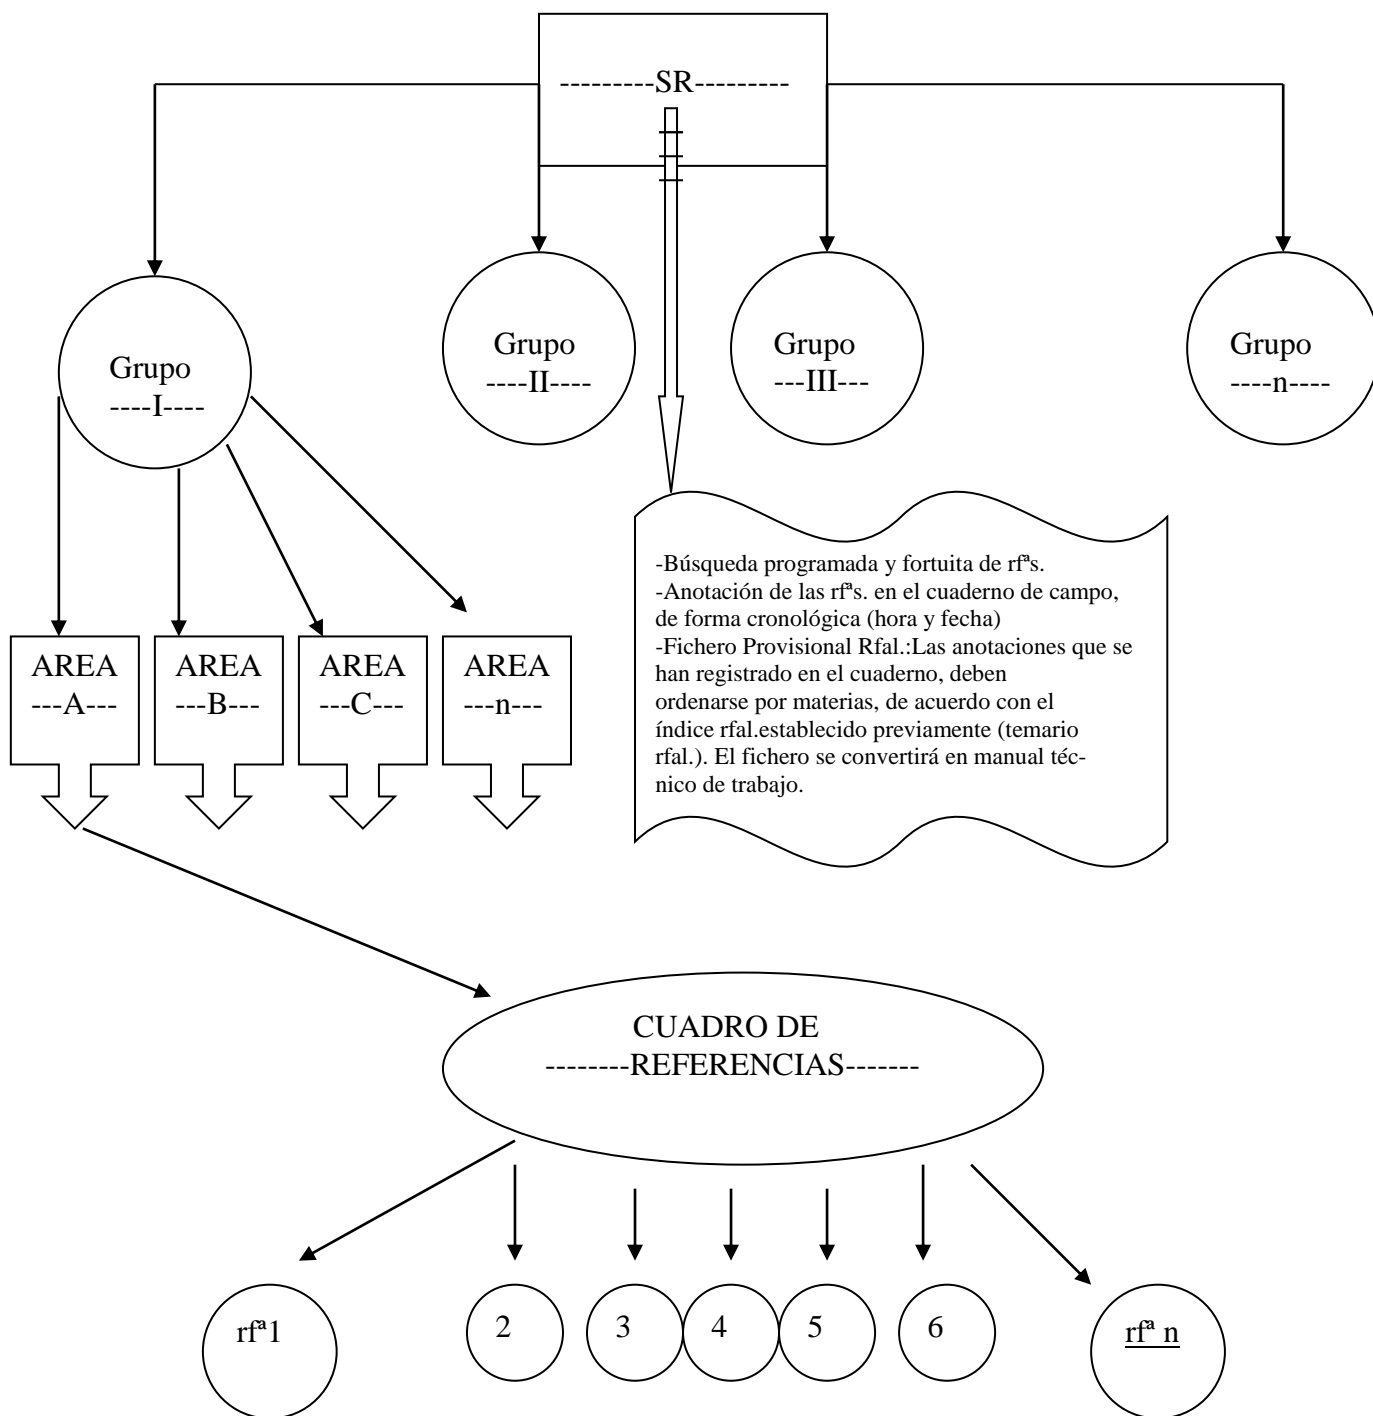 ---------SR---------
Grupo
----I----
Grupo
----II----
Grupo
---III---
Grupo
----n----
-Búsqueda programada y fortuita de rfªs.
-Anotación de las rfªs. en el cuaderno de campo,
de forma cronológica (hora y fecha)
-Fichero Provisional Rfal.:Las anotaciones que se
han registrado en el cuaderno, deben
ordenarse por materias, de acuerdo con el
índice rfal.establecido previamente (temario
rfal.). El fichero se convertirá en manual téc-
nico de trabajo.
AREA
---A---
AREA
---B---
AREA
---C---
AREA
---n---
CUADRO DE
--------REFERENCIAS-------
rfª1
2
3
4
5
6
rfª n